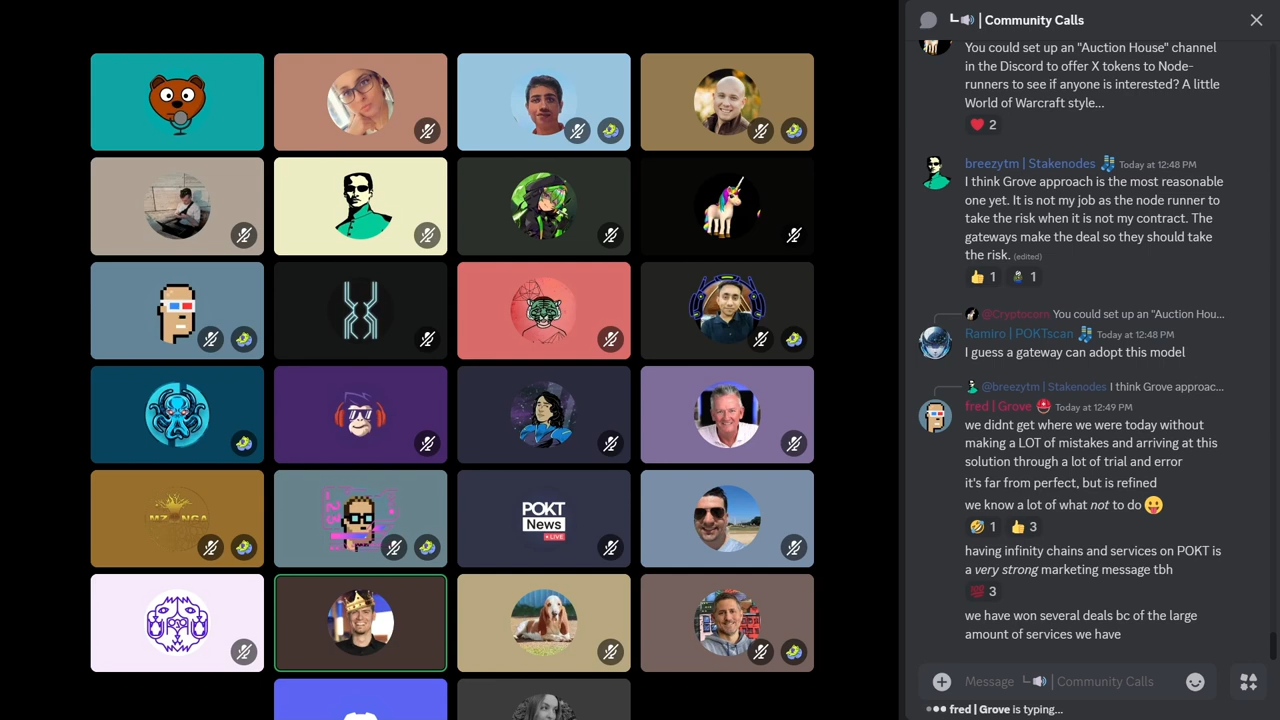 Community Calls
You could set up an "Auction House" channel
in the Discord to offer X tokens to Node-
runners to see if anyone is interested? A little
World of Warcraft style...
2
breezytm | Stakenodes Today at 12:48 PM
I think Grove approach is the most reasonable
one yet. It is not my job as the node runner to
take the risk when it is not my contract. The
gateways make the deal so they should take
the risk. (edited)
1 1
@Cryptocorn You could set up an "Auction Hou...
Ramiro | POKTscan Today at 12:48 PM
I guess a gateway can adopt this model
@breezytm | Stakenodes I think Grove approac...
fred | Grove Today at 12:49 PM
we didnt get where we were today without
making a LOT of mistakes and arriving at this
solution through a lot of trial and error
it's far from perfect, but is refined
we know a lot of what not to do
1 3
having infinity chains and services on POKT is
a very strong marketing message tbh
3
we have won several deals bc of the large
amount of services we have
Message Community Calls
fred | Grove is typing...
MZONGA
POKT
News
LIVE